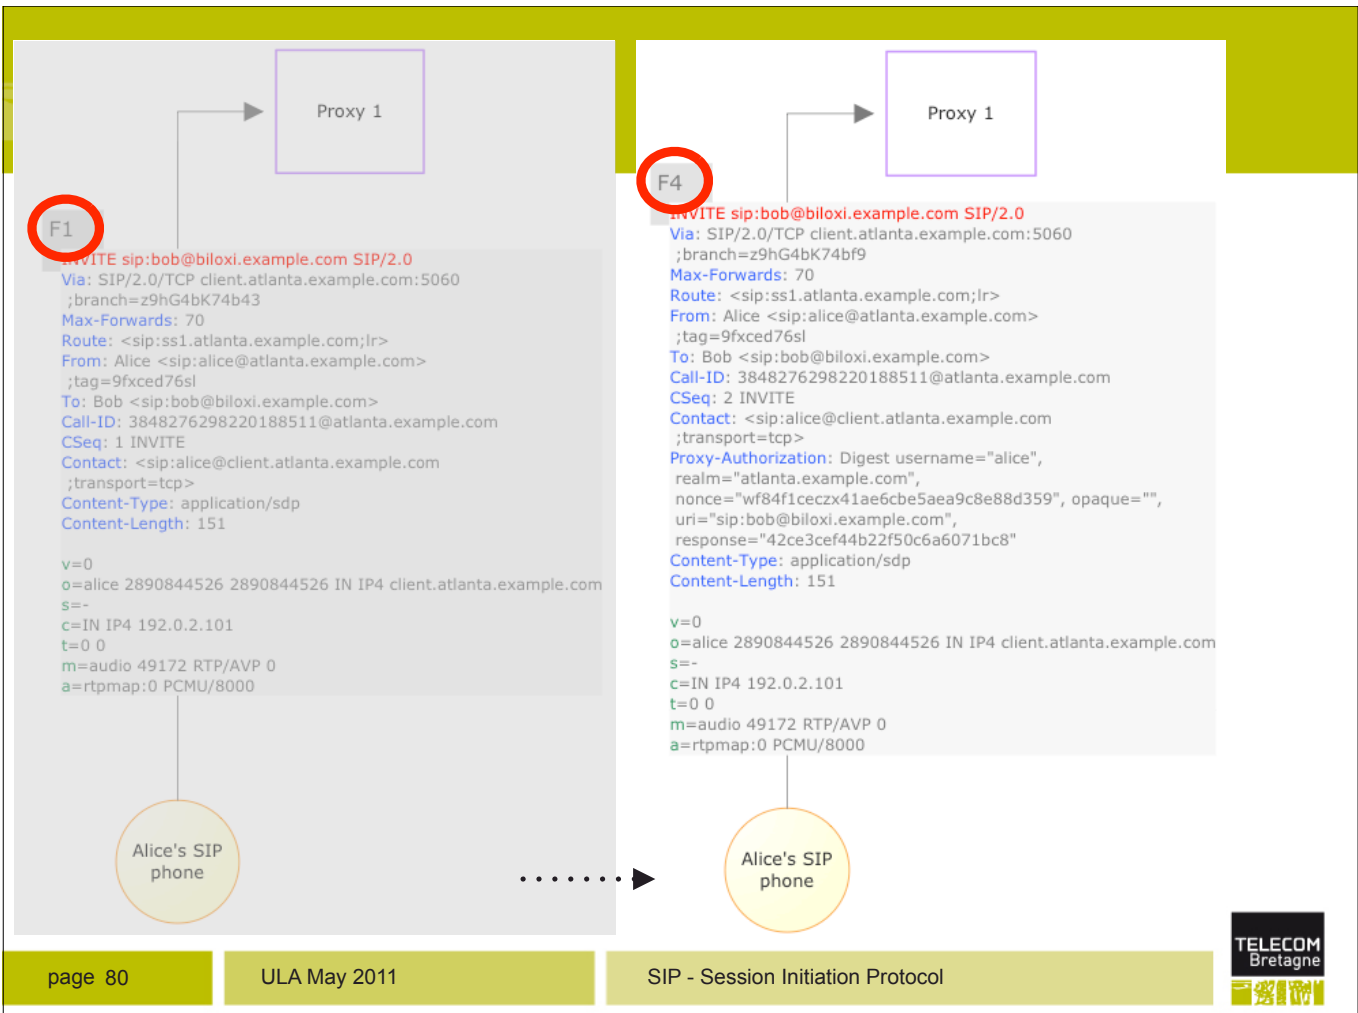 Proxy 1
F1
INVITE sip:bob@biloxi.example.com SIP/2.0
Via: SIP/2.0/TCP client.atlanta.example.com:5060
;branch=z9hG4bK74b43
Max-Forwards: 70
Route: <sip:ss1.atlanta.example.com;lr>
From: Alice <sip:alice@atlanta.example.com>
;tag=9fxced76sl
To: Bob <sip:bob@biloxi.example.com>
Call-ID: 3848276298220188511@atlanta.example.com
CSeq: 1 INVITE
Contact: <sip:alice@client.atlanta.example.com
;transport=tcp>
Content-Type: application/sdp
Content-Length: 151
v=0
o=alice 2890844526 2890844526 IN IP4 client.atlanta.example.com
s=-
c=IN IP4 192.0.2.101
t=0 0
m=audio 49172 RTP/AVP 0
a=rtpmap:0 PCMU/8000
Alice's SIP
phone
Proxy 1
F4
INVITE sip:bob@biloxi.example.com SIP/2.0
Via: SIP/2.0/TCP client.atlanta.example.com:5060
;branch=z9hG4bK74bf9
Max-Forwards: 70
Route: <sip:ss1.atlanta.example.com;lr>
From: Alice <sip:alice@atlanta.example.com>
;tag=9fxced76sl
To: Bob <sip:bob@biloxi.example.com>
Call-ID: 3848276298220188511@atlanta.example.com
CSeq: 2 INVITE
Contact: <sip:alice@client.atlanta.example.com
;transport=tcp>
Proxy-Authorization: Digest username="alice",
realm="atlanta.example.com",
nonce="wf84f1ceczx41ae6cbe5aea9c8e88d359", opaque="",
uri="sip:bob@biloxi.example.com",
response="42ce3cef44b22f50c6a6071bc8"
Content-Type: application/sdp
Content-Length: 151
v=0
o=alice 2890844526 2890844526 IN IP4 client.atlanta.example.com
s=-
c=IN IP4 192.0.2.101
t=0 0
m=audio 49172 RTP/AVP 0
a=rtpmap:0 PCMU/8000
Alice's SIP
phone
page 80
ULA May 2011
SIP - Session Initiation Protocol
TELECOM
Bretagne